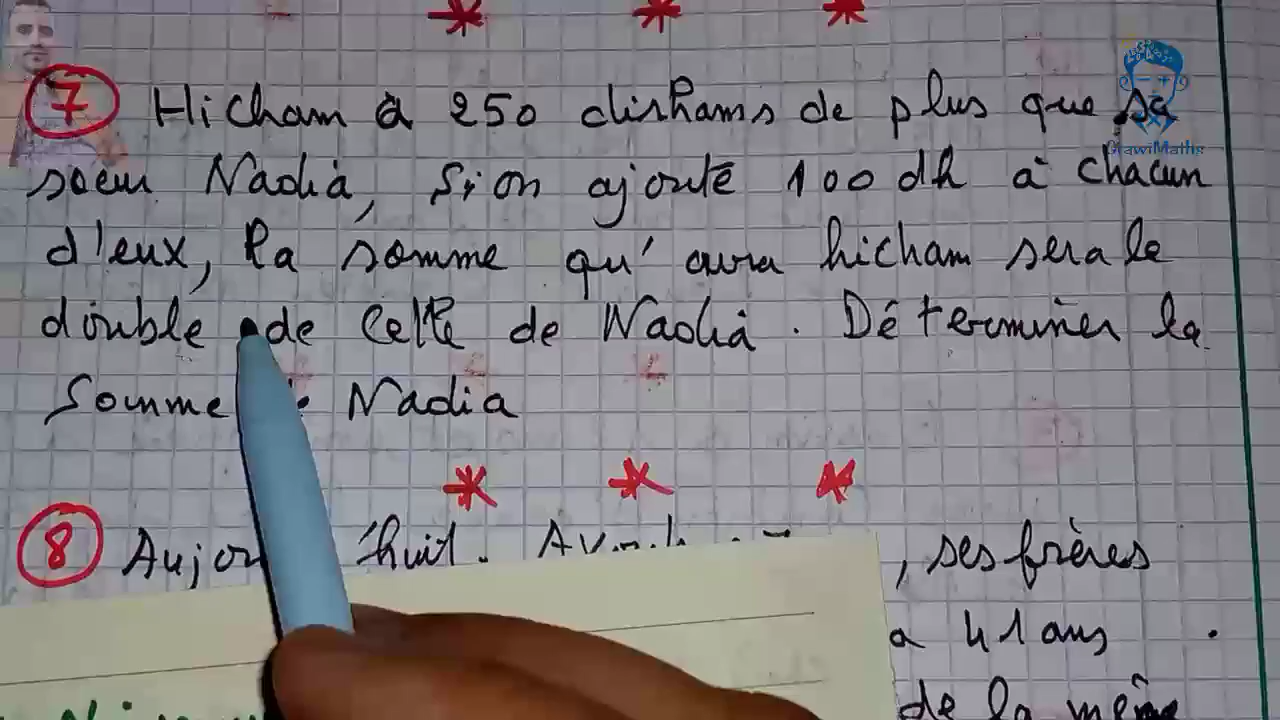 7 Hicham à 250 dirhams de plus que sa
soeur Nadia, Si on ajoute 100 dh à chacun
d'eux, la somme qu'aura hicham sera le
double de celle de Nadia. Déterminer la
Somme Nadia
8 Aujour 'huit. , ses frères
a 41 ans .
de la même
GrawiMaths